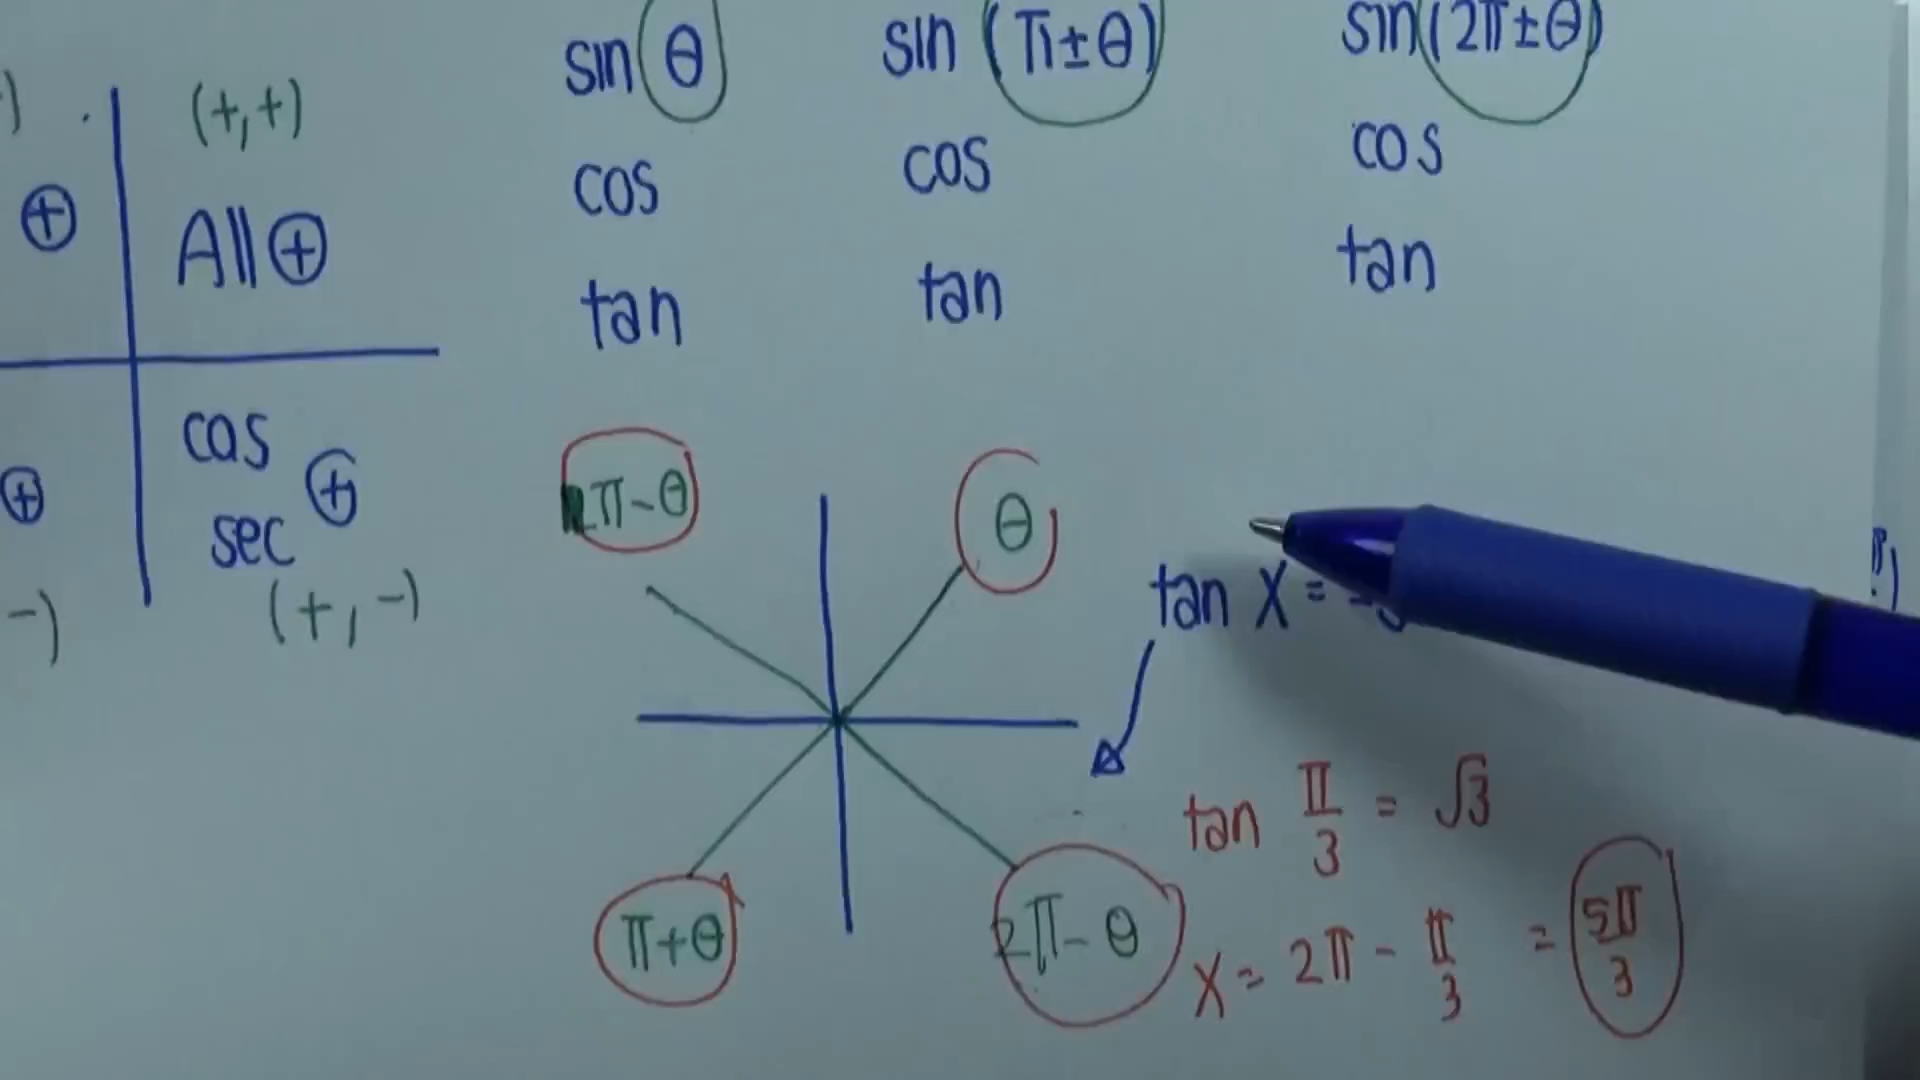 sin θ
sin (π±θ)
sin(2π±θ)
cos
cos
cos
tan
tan
tan
(+,+)
⊕
All ⊕
cos
sec ⊕
⊕
(+,-)
-)
π-θ
θ
π+θ
2π-θ
tan X =
tan π/3 = √3
X = 2π - π/3 = 5π/3